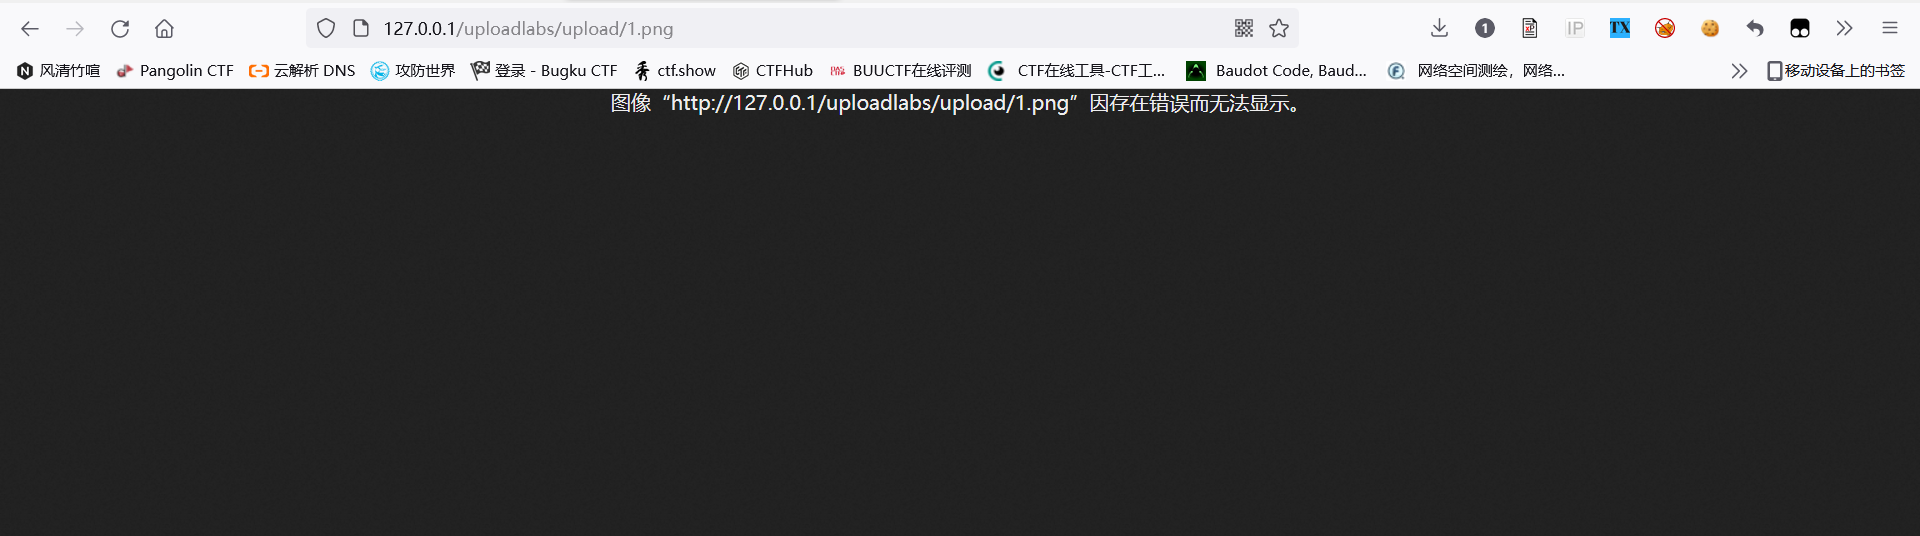 127.0.0.1/uploadlabs/upload/1.png
1 IP TX
风清竹喧 Pangolin CTF 云解析 DNS 攻防世界 登录 - Bugku CTF ctf.show CTFHub BUUCTF在线评测 CTF在线工具-CTF工... Baudot Code, Baud... 网络空间测绘，网络... 移动设备上的书签
图像“http://127.0.0.1/uploadlabs/upload/1.png”因存在错误而无法显示。